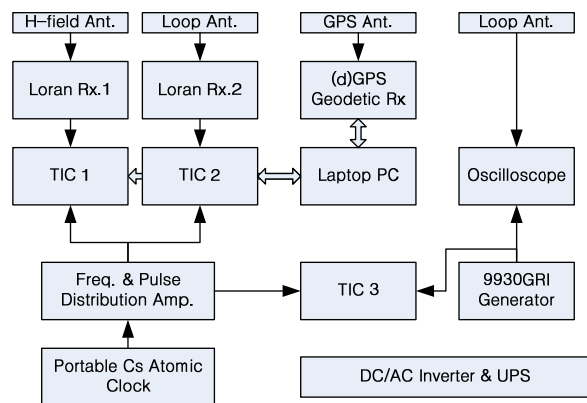 H-field Ant.
Loop Ant.
GPS Ant.
Loop Ant.
Loran Rx.1
Loran Rx.2
(d)GPS
Geodetic Rx
TIC 1
TIC 2
Laptop PC
Oscilloscope
Freq. & Pulse
Distribution Amp.
TIC 3
9930GRI
Generator
Portable Cs Atomic
Clock
DC/AC Inverter & UPS